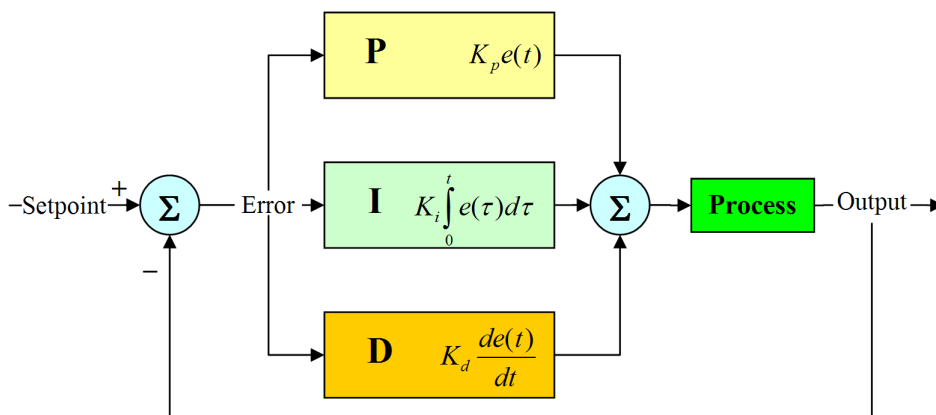 P K_p e(t)
–Setpoint + Σ Error I K_i ∫_0^t e(τ)dτ Σ Process Output
–
D K_d de(t)/dt